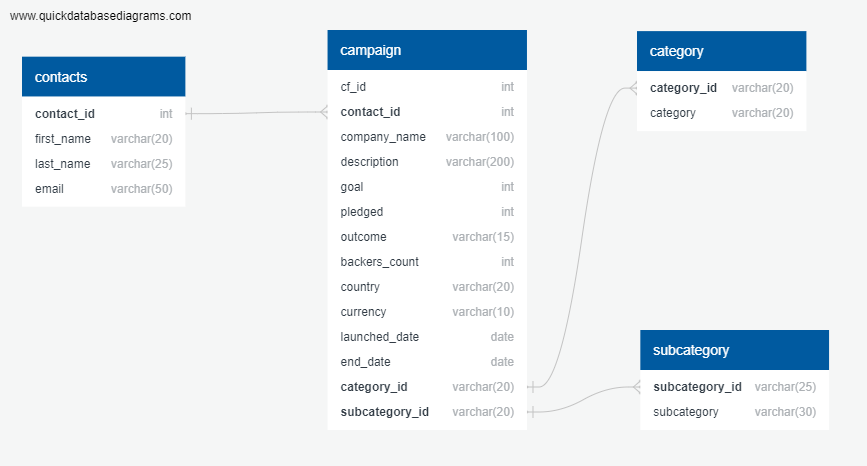 www.quickdatabasediagrams.com
contacts
contact_id int
first_name varchar(20)
last_name varchar(25)
email varchar(50)
campaign
cf_id int
contact_id int
company_name varchar(100)
description varchar(200)
goal int
pledged int
outcome varchar(15)
backers_count int
country varchar(20)
currency varchar(10)
launched_date date
end_date date
category_id varchar(20)
subcategory_id varchar(20)
category
category_id varchar(20)
category varchar(20)
subcategory
subcategory_id varchar(25)
subcategory varchar(30)